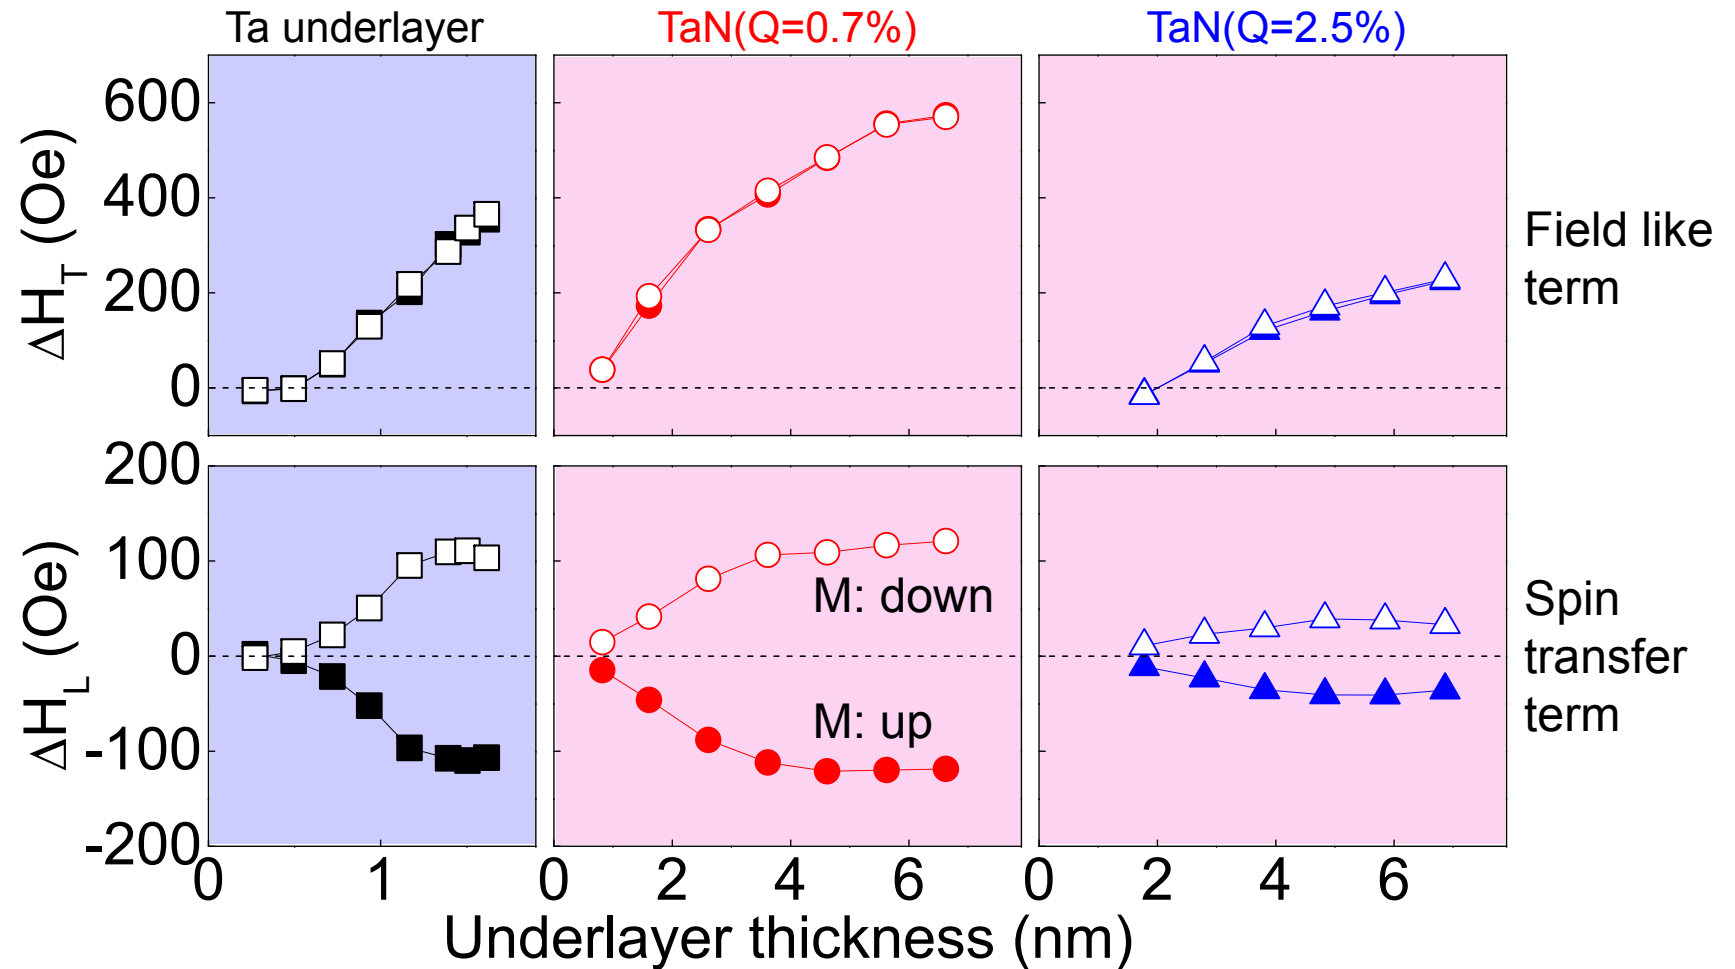 Ta underlayer
TaN(Q=0.7%)
TaN(Q=2.5%)
ΔH_T (Oe)
600
400
200
0
Field like
term
ΔH_L (Oe)
200
100
0
-100
-200
M: down
M: up
Spin
transfer
term
0 1
0 2 4 6
0 2 4 6
Underlayer thickness (nm)